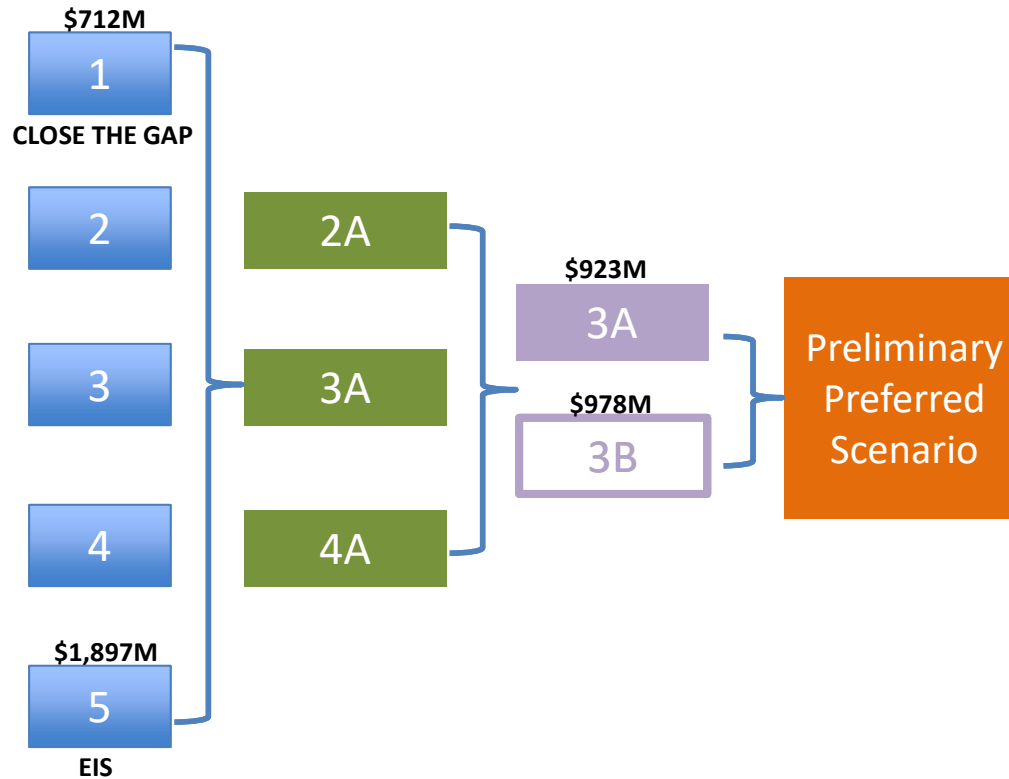 $712M
1
CLOSE THE GAP
2
3
4
$1,897M
5
EIS
2A
3A
4A
$923M
3A
$978M
3B
Preliminary
Preferred
Scenario